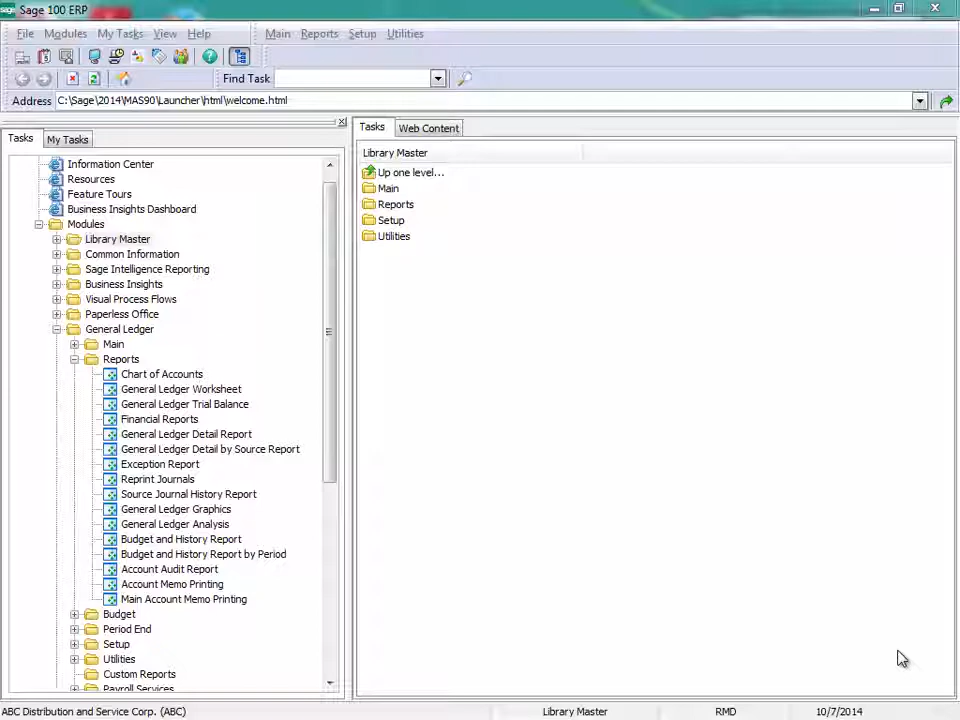 sage Sage 100 ERP
File Modules My Tasks View Help Main Reports Setup Utilities
Find Task
Address C:\Sage\2014\MAS90\Launcher\html\welcome.html
Tasks My Tasks
Tasks Web Content
Information Center
Resources
Feature Tours
Business Insights Dashboard
Modules
Library Master
Common Information
Sage Intelligence Reporting
Business Insights
Visual Process Flows
Paperless Office
General Ledger
Main
Reports
Chart of Accounts
General Ledger Worksheet
General Ledger Trial Balance
Financial Reports
General Ledger Detail Report
General Ledger Detail by Source Report
Exception Report
Reprint Journals
Source Journal History Report
General Ledger Graphics
General Ledger Analysis
Budget and History Report
Budget and History Report by Period
Account Audit Report
Account Memo Printing
Main Account Memo Printing
Budget
Period End
Setup
Utilities
Custom Reports
Payroll Services
Library Master
Up one level...
Main
Reports
Setup
Utilities
ABC Distribution and Service Corp. (ABC) Library Master RMD 10/7/2014